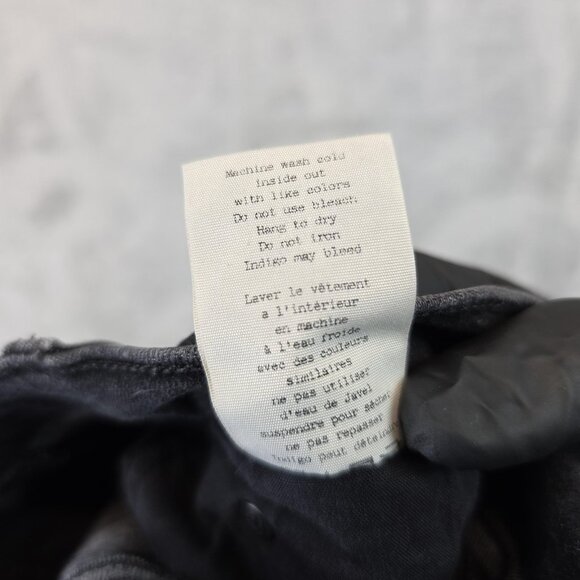 Machine wash cold
inside out
with like colors
Do not use bleach
Hang to dry
Do not iron
Indigo may bleed
Laver le vêtement
a l'intérieur
en machine
à l'eau froide
avec des couleurs
similaires
ne pas utiliser
d'eau de Javel
suspendre pour sécher
ne pas repasser
Indigo peut